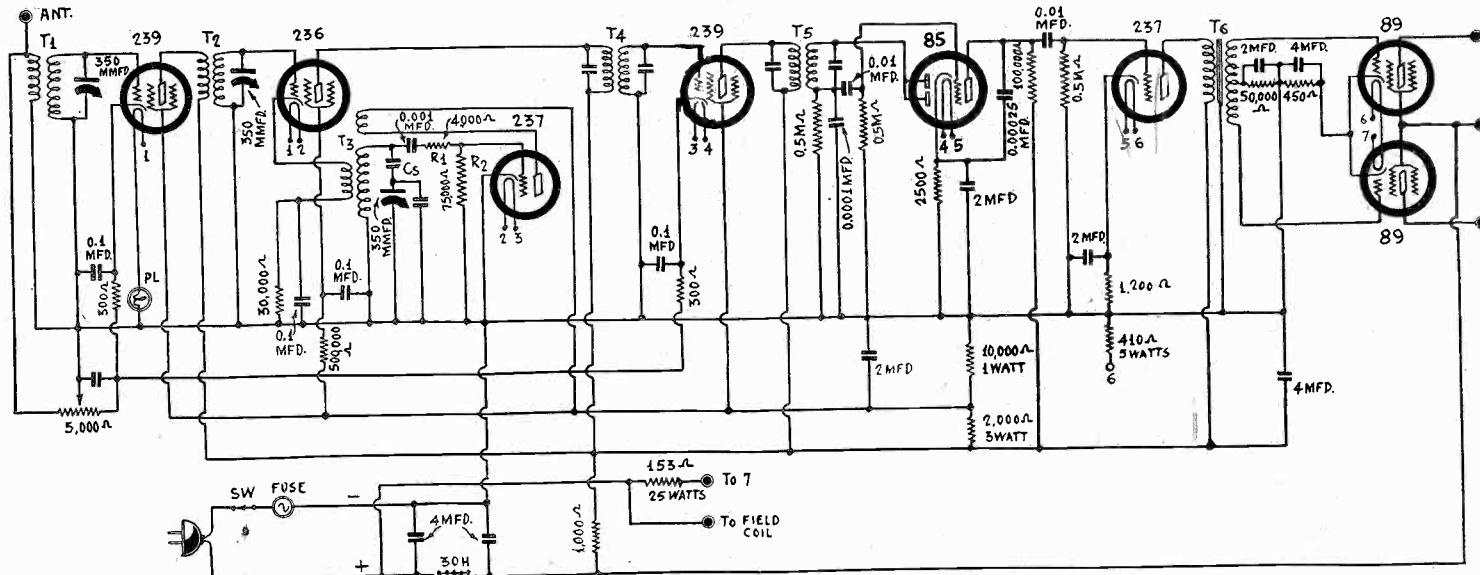 ANT.
T1
350
MMFD.
239
T2
236
350
MMFD.
1
1 2
T3
0.001
MFD.
4,000Ω
R1
237
Cs
R2
75000Ω
350
MMFD.
2 3
T4
239
3 4
T5
0.01
MFD.
85
4 5
100,000Ω
0.00025
MFD.
0.01
MFD.
0.5MΩ
237
5 6
T6
2MFD.
4MFD.
50,000
Ω
450Ω
89
6
7
89
0.1
MFD.
300Ω
PL
30,000Ω
0.1
MFD.
0.1
MFD.
500,000
Ω
0.1
MFD
300Ω
0.5MΩ
0.0001MFD.
0.5MΩ
2500Ω
2MFD
2MFD.
1,200Ω
410Ω
5WATTS
6
2MFD
10,000Ω
1WATT
2,000Ω
3WATT
4MFD.
5,000Ω
SW
FUSE
-
4MFD.
1,000Ω
153Ω
25WATTS
To 7
To FIELD
COIL
+
30H